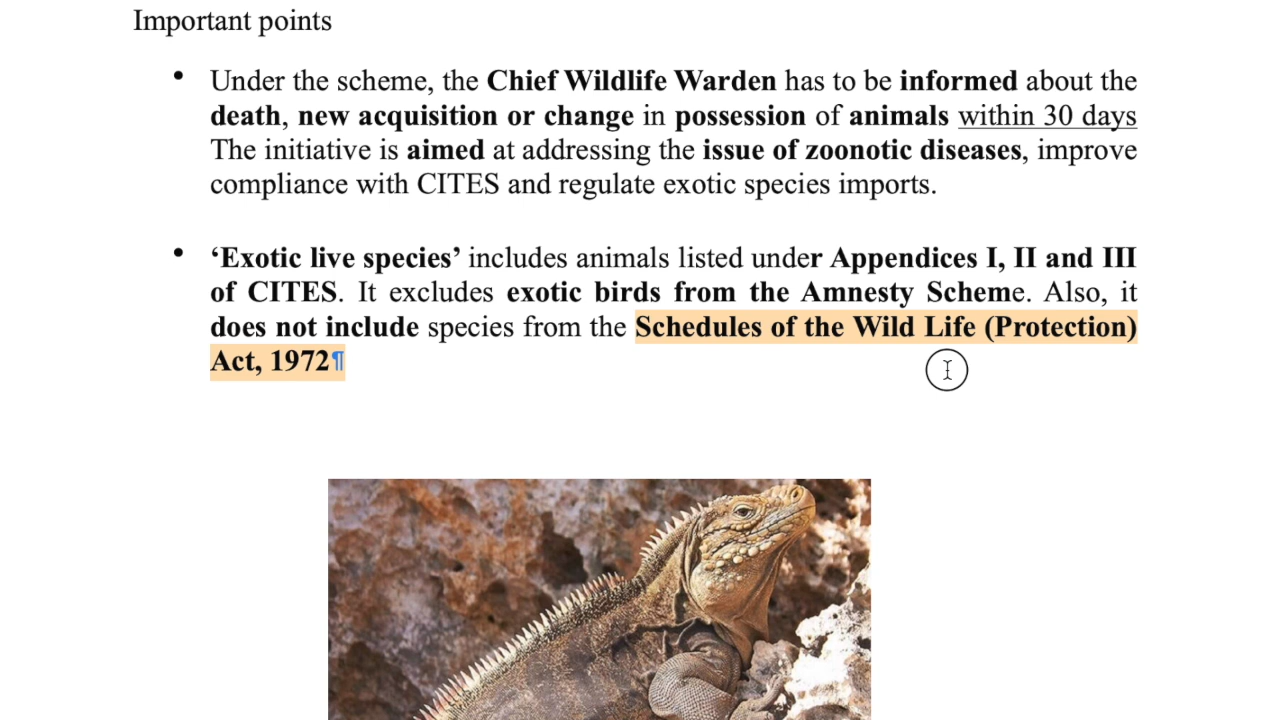 Important points
• Under the scheme, the Chief Wildlife Warden has to be informed about the
death, new acquisition or change in possession of animals within 30 days
The initiative is aimed at addressing the issue of zoonotic diseases, improve
compliance with CITES and regulate exotic species imports.
• ‘Exotic live species’ includes animals listed under Appendices I, II and III
of CITES. It excludes exotic birds from the Amnesty Scheme. Also, it
does not include species from the Schedules of the Wild Life (Protection)
Act, 1972¶